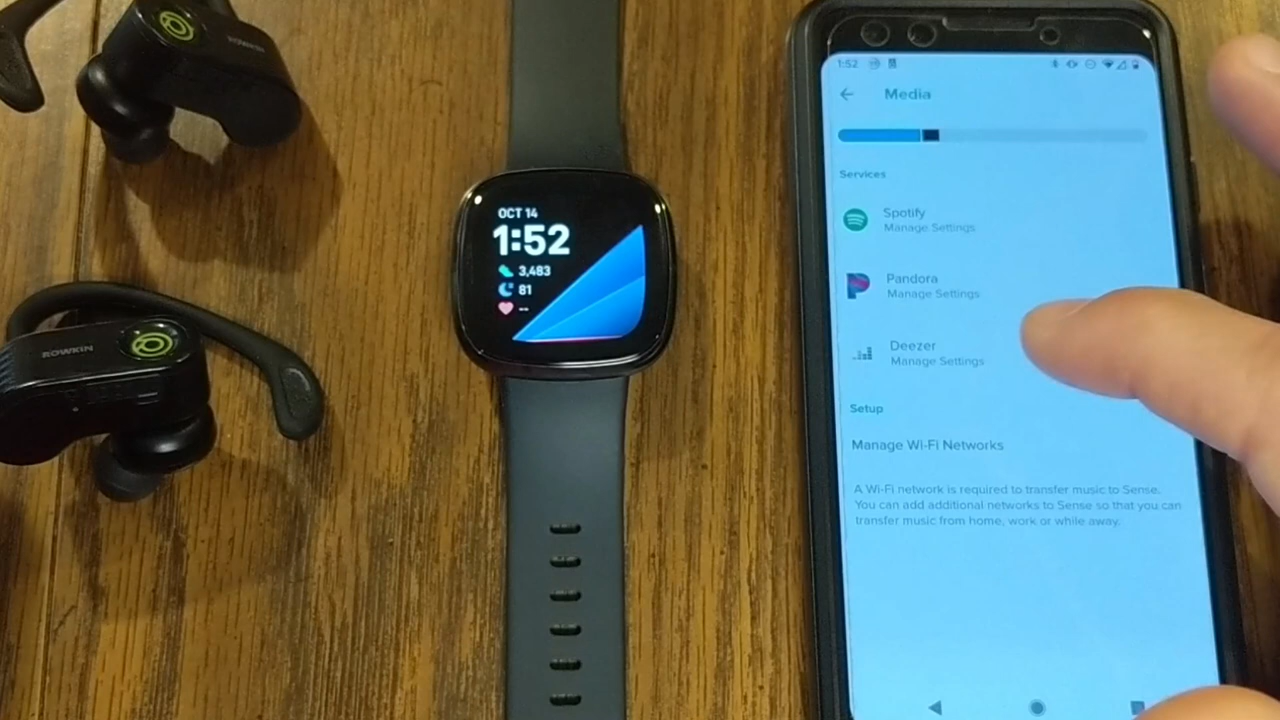 ROWKIN
ROWKIN
OCT 14
1:52
3,483
81
--
1:52
Media
Services
Spotify
Manage Settings
Pandora
Manage Settings
Deezer
Manage Settings
Setup
Manage Wi-Fi Networks
A Wi-Fi network is required to transfer music to Sense.
You can add additional networks to Sense so that you can
transfer music from home, work or while away.